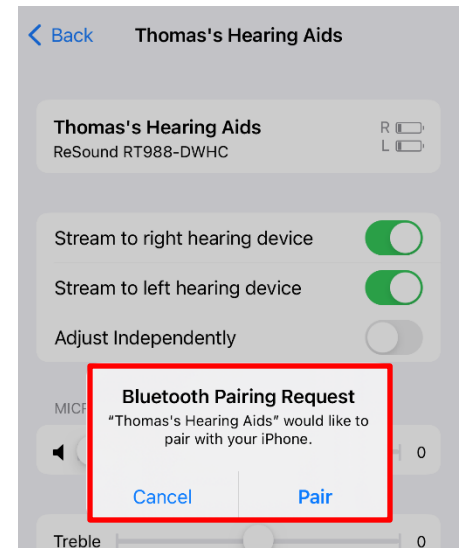 Back Thomas's Hearing Aids
Thomas's Hearing Aids R
ReSound RT988-DWHC L
Stream to right hearing device
Stream to left hearing device
Adjust Independently
Bluetooth Pairing Request
"Thomas's Hearing Aids" would like to
pair with your iPhone.
Cancel Pair
0
Treble 0